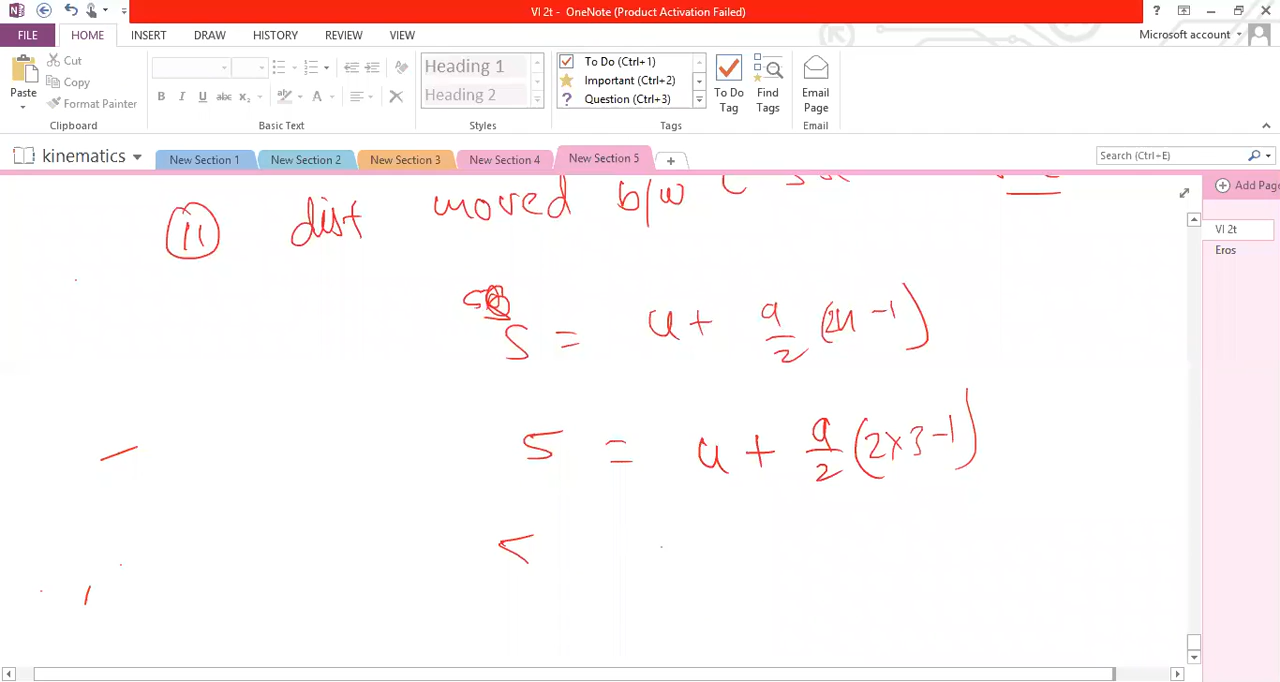 VI 2t - OneNote (Product Activation Failed)
FILE HOME INSERT DRAW HISTORY REVIEW VIEW Microsoft account
Paste Cut Copy Format Painter
Heading 1
Heading 2
To Do (Ctrl+1)
Important (Ctrl+2)
Question (Ctrl+3)
To Do Tag
Find Tags
Email Page
Clipboard Basic Text Styles Tags Email
kinematics New Section 1 New Section 2 New Section 3 New Section 4 New Section 5 Search (Ctrl+E)
Add Page
VI 2t
Eros
(ii) dist moved b/w
S = u + a/2 (2n-1)
S = u + a/2 (2×3-1)